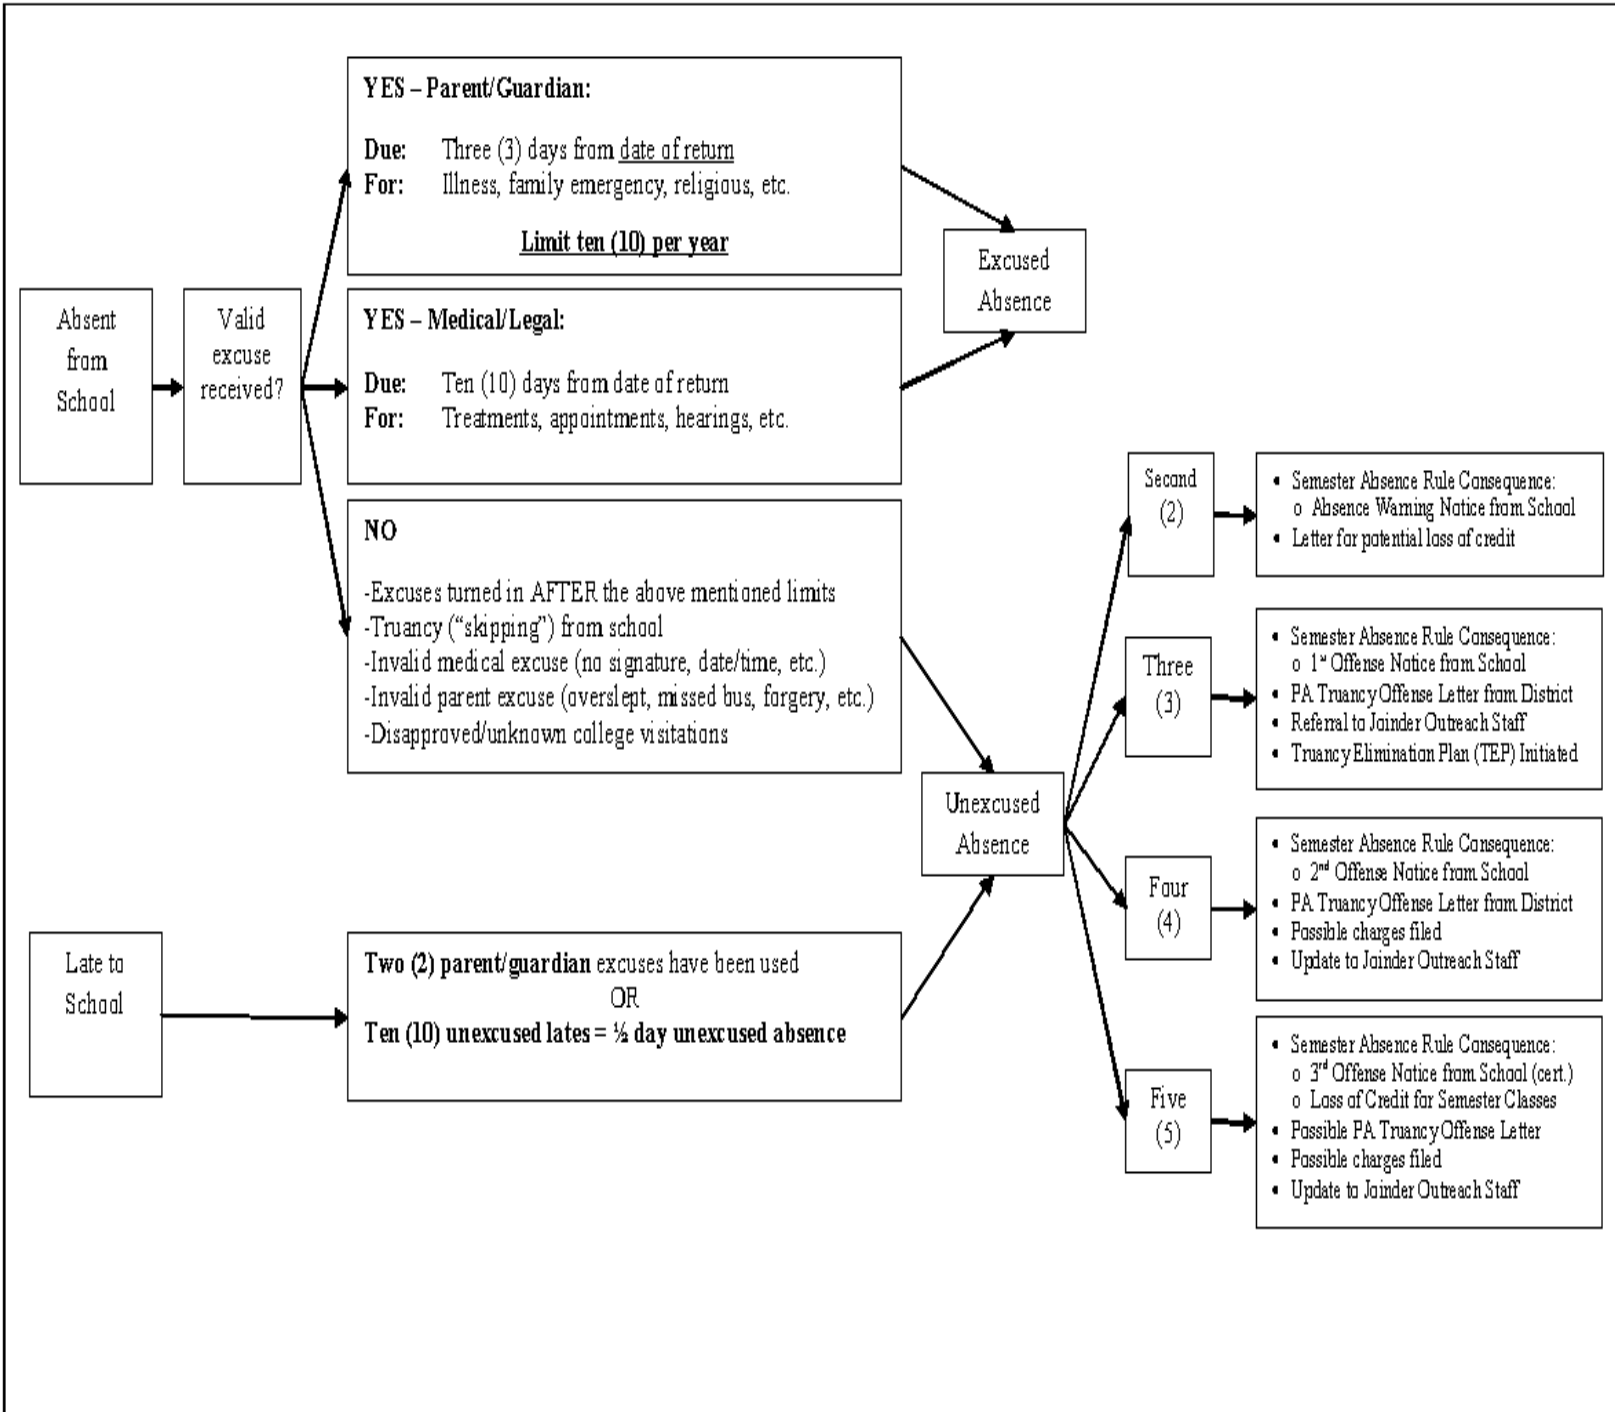 YES – Parent/Guardian:
Due: Three (3) days from date of return
For: Illness, family emergency, religious, etc.
Limit ten (10) per year
Excused
Absence
Absent
from
School
Valid
excuse
received?
YES – Medical/Legal:
Due: Ten (10) days from date of return
For: Treatments, appointments, hearings, etc.
NO
-Excuses turned in AFTER the above mentioned limits
-Truancy (“skipping”) from school
-Invalid medical excuse (no signature, date/time, etc.)
-Invalid parent excuse (overslept, missed bus, forgery, etc.)
-Disapproved/unknown college visitations
Unexcused
Absence
Late to
School
Two (2) parent/guardian excuses have been used
OR
Ten (10) unexcused lates = ½ day unexcused absence
Second
(2)
• Semester Absence Rule Consequence:
o Absence Warning Notice from School
• Letter for potential loss of credit
Three
(3)
• Semester Absence Rule Consequence:
o 1st Offense Notice from School
• PA Truancy Offense Letter from District
• Referral to Joinder Outreach Staff
• Truancy Elimination Plan (TEP) Initiated
Four
(4)
• Semester Absence Rule Consequence:
o 2nd Offense Notice from School
• PA Truancy Offense Letter from District
• Possible charges filed
• Update to Joinder Outreach Staff
Five
(5)
• Semester Absence Rule Consequence:
o 3rd Offense Notice from School (cert.)
o Loss of Credit for Semester Classes
• Possible PA Truancy Offense Letter
• Possible charges filed
• Update to Joinder Outreach Staff